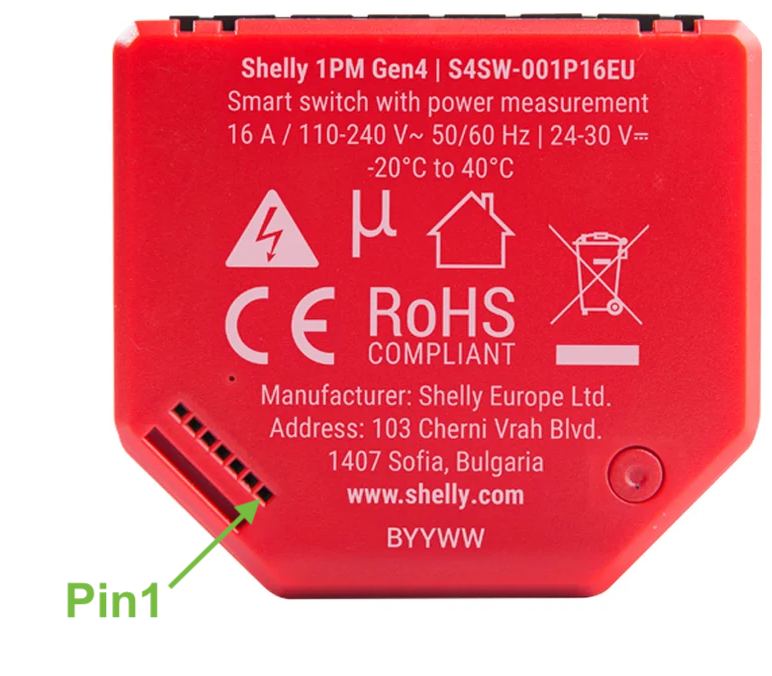 Shelly 1PM Gen4 | S4SW-001P16EU
Smart switch with power measurement
16 A / 110-240 V~ 50/60 Hz | 24-30 V⎓
-20°C to 40°C
µ
CE
RoHS
COMPLIANT
Manufacturer: Shelly Europe Ltd.
Address: 103 Cherni Vrah Blvd.
1407 Sofia, Bulgaria
www.shelly.com
BYYWW
Pin1